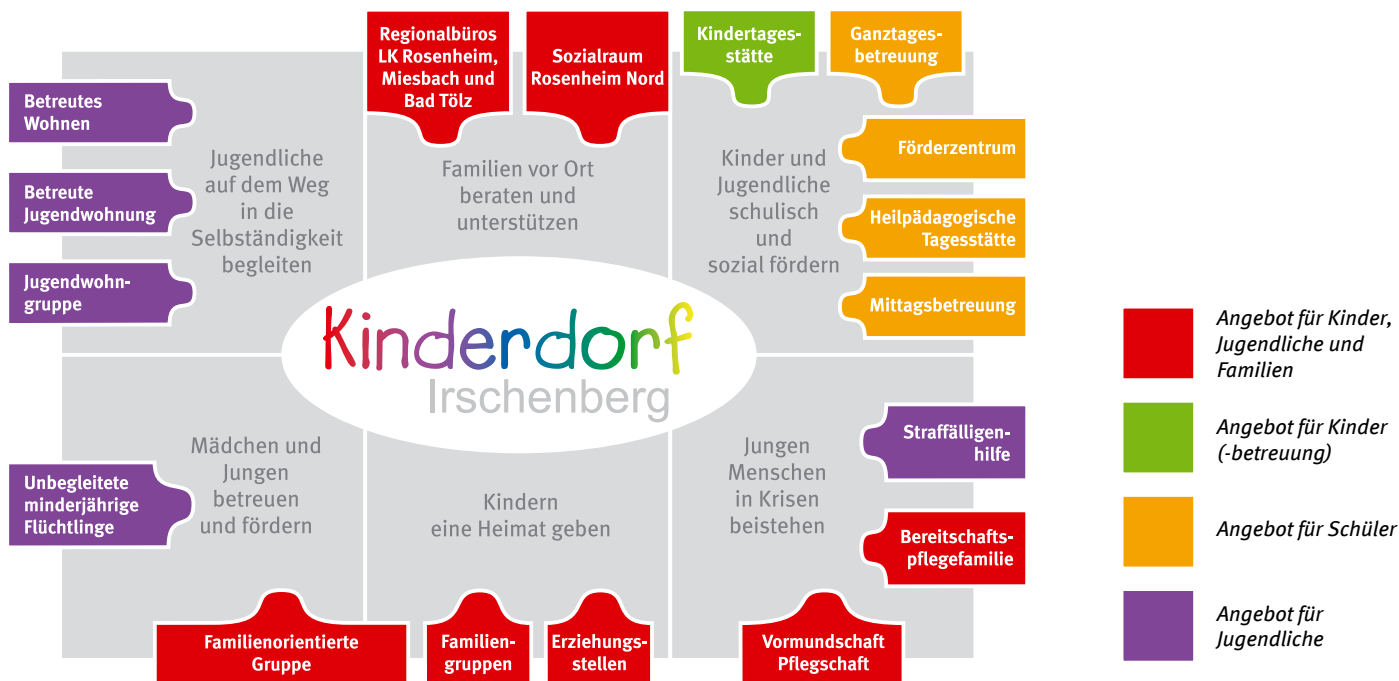 Regionalbüros
LK Rosenheim,
Miesbach und
Bad Tölz
Sozialraum
Rosenheim Nord
Kindertages-
stätte
Ganztages-
betreuung
Betreutes
Wohnen
Betreute
Jugendwohnung
Jugendwohn-
gruppe
Jugendliche
auf dem Weg
in die
Selbständigkeit
begleiten
Familien vor Ort
beraten und
unterstützen
Kinder und
Jugendliche
schulisch
und
sozial fördern
Förderzentrum
Heilpädagogische
Tagesstätte
Mittagsbetreuung
Kinderdorf
Irschenberg
Unbegleitete
minderjährige
Flüchtlinge
Mädchen und
Jungen
betreuen
und fördern
Kindern
eine Heimat geben
Jungen
Menschen
in Krisen
beistehen
Straffälligen-
hilfe
Bereitschafts-
pflegefamilie
Familienorientierte
Gruppe
Familien-
gruppen
Erziehungs-
stellen
Vormundschaft
Pflegschaft
Angebot für Kinder,
Jugendliche und
Familien
Angebot für Kinder
(-betreuung)
Angebot für Schüler
Angebot für
Jugendliche